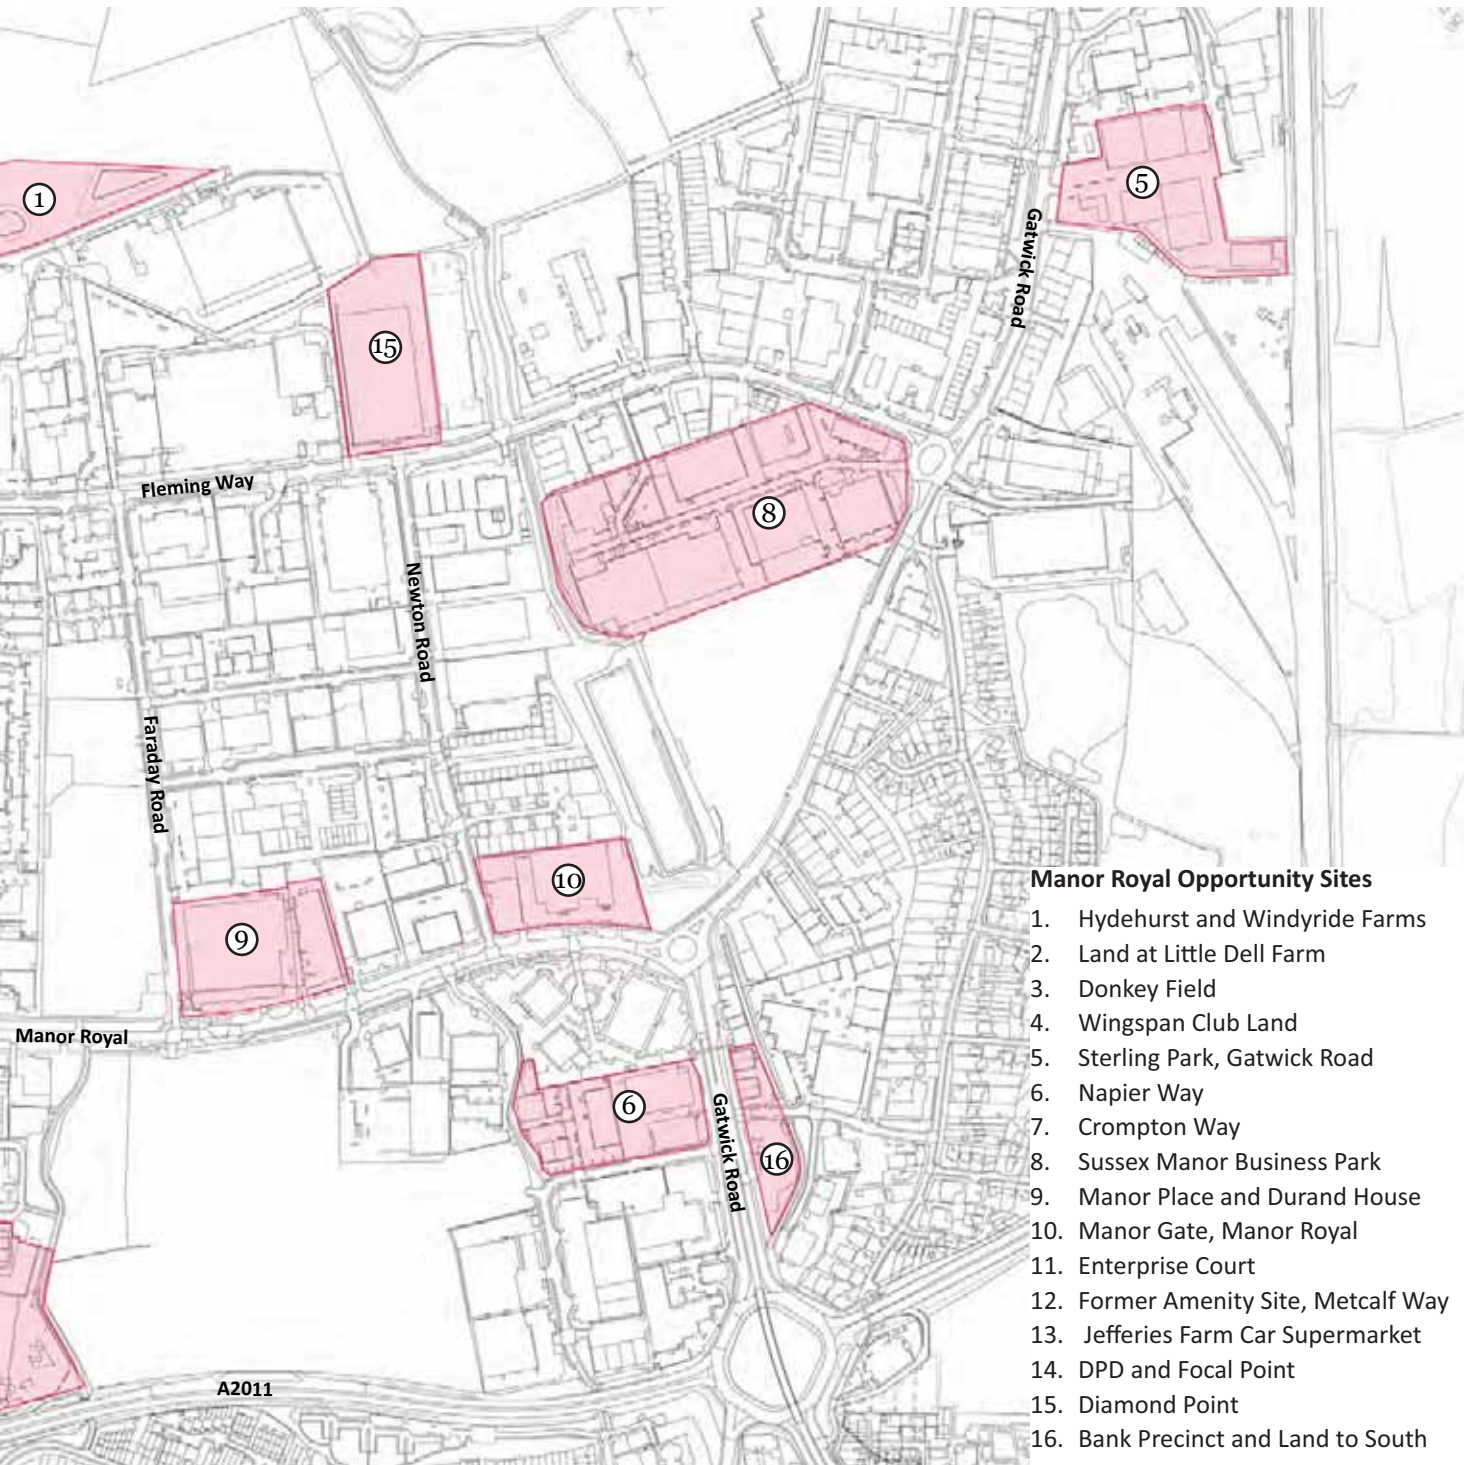 1
5
Gatwick Road
15
Fleming Way
8
Newton Road
Faraday Road
10
9
Manor Royal
6
Gatwick Road
16
A2011
Manor Royal Opportunity Sites
1. Hydehurst and Windyride Farms
2. Land at Little Dell Farm
3. Donkey Field
4. Wingspan Club Land
5. Sterling Park, Gatwick Road
6. Napier Way
7. Crompton Way
8. Sussex Manor Business Park
9. Manor Place and Durand House
10. Manor Gate, Manor Royal
11. Enterprise Court
12. Former Amenity Site, Metcalf Way
13. Jefferies Farm Car Supermarket
14. DPD and Focal Point
15. Diamond Point
16. Bank Precinct and Land to South